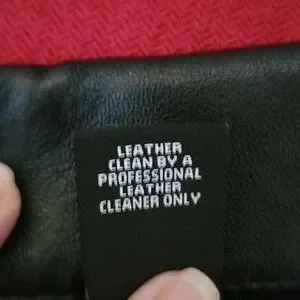 LEATHER
CLEAN BY A
PROFESSIONAL
LEATHER
CLEANER ONLY